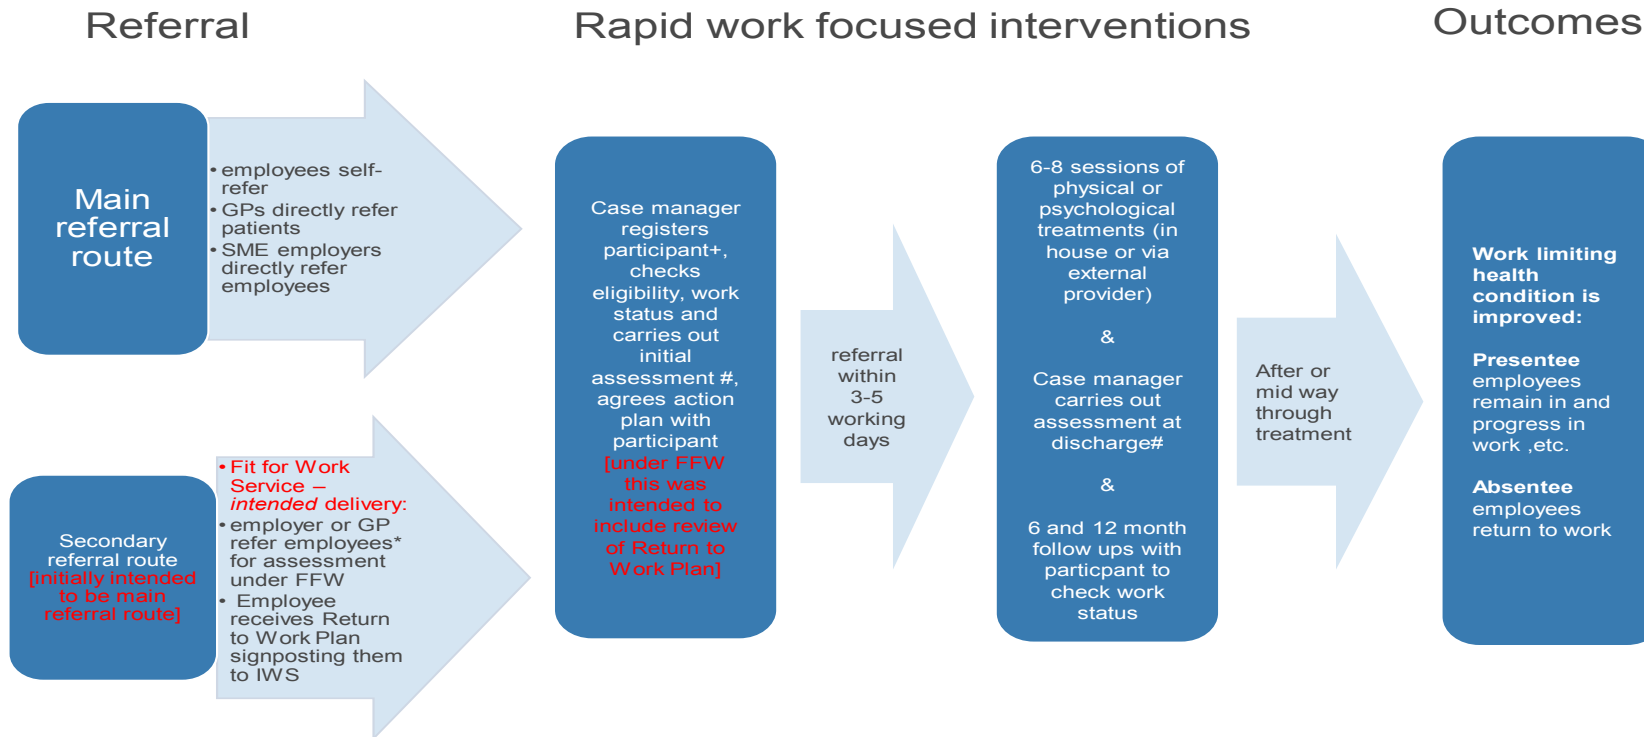 Referral
Rapid work focused interventions
Outcomes
Main
referral
route
• employees self-
refer
• GPs directly refer
patients
• SME employers
directly refer
employees
Secondary
referral route
[initially intended
to be main
referral route]
• Fit for Work
Service –
intended delivery:
• employer or GP
refer employees*
for assessment
under FFW
• Employee
receives Return
to Work Plan
signposting them
to IWS
Case manager
registers
participant+,
checks
eligibility, work
status and
carries out
initial
assessment #,
agrees action
plan with
participant
[under FFW
this was
intended to
include review
of Return to
Work Plan]
referral
within
3-5
working
days
6-8 sessions of
physical or
psychological
treatments (in
house or via
external
provider)
&
Case manager
carries out
assessment at
discharge#
&
6 and 12 month
follow ups with
particpant to
check work
status
After or
mid way
through
treatment
Work limiting
health
condition is
improved:
Presentee
employees
remain in and
progress in
work ,etc.
Absentee
employees
return to work